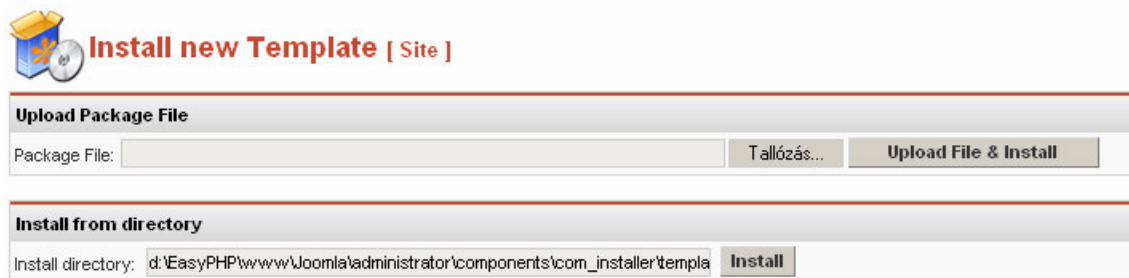 Install new Template [ Site ]
Upload Package File
Package File: Tallózás... Upload File & Install
Install from directory
Install directory: d:\EasyPHP\www\Joomla\administrator\components\com_installer\templa Install